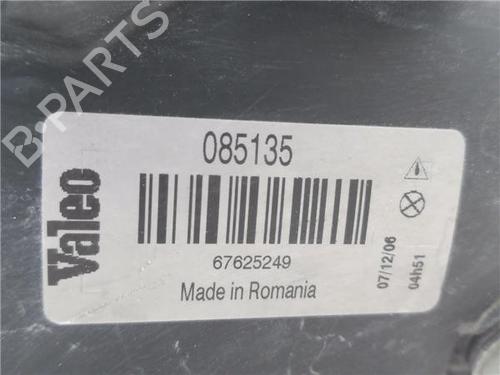 B-PARTS
Valeo
085135
67625249
Made in Romania
07/12/06
04h51